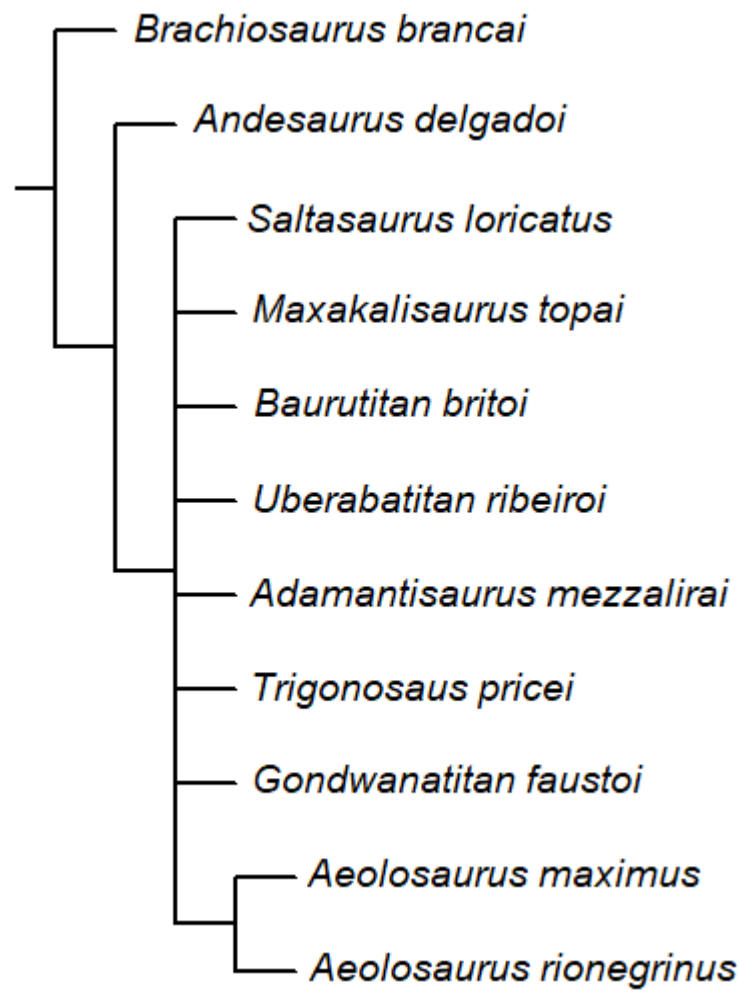 Brachiosaurus brancai
Andesaurus delgadoi
Saltasaurus loricatus
Maxakalisaurus topai
Baurutitan britoi
Uberabatitan ribeiroi
Adamantisaurus mezzalirai
Trigonosaus pricei
Gondwanatitan faustoi
Aeolosaurus maximus
Aeolosaurus rionegrinus